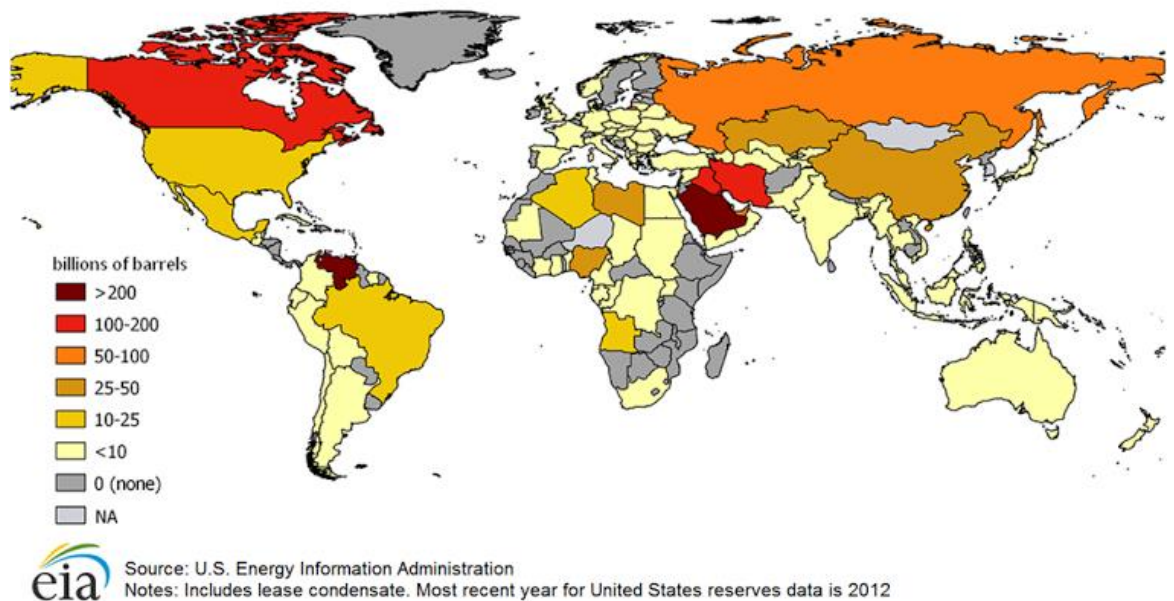 billions of barrels
>200
100-200
50-100
25-50
10-25
<10
0 (none)
NA
eia
Source: U.S. Energy Information Administration
Notes: Includes lease condensate. Most recent year for United States reserves data is 2012